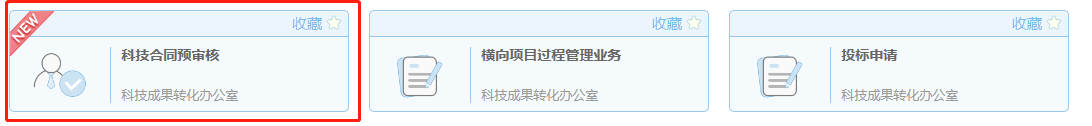 NEW
收藏
科技合同预审核
科技成果转化办公室
收藏
横向项目过程管理业务
科技成果转化办公室
收藏
投标申请
科技成果转化办公室